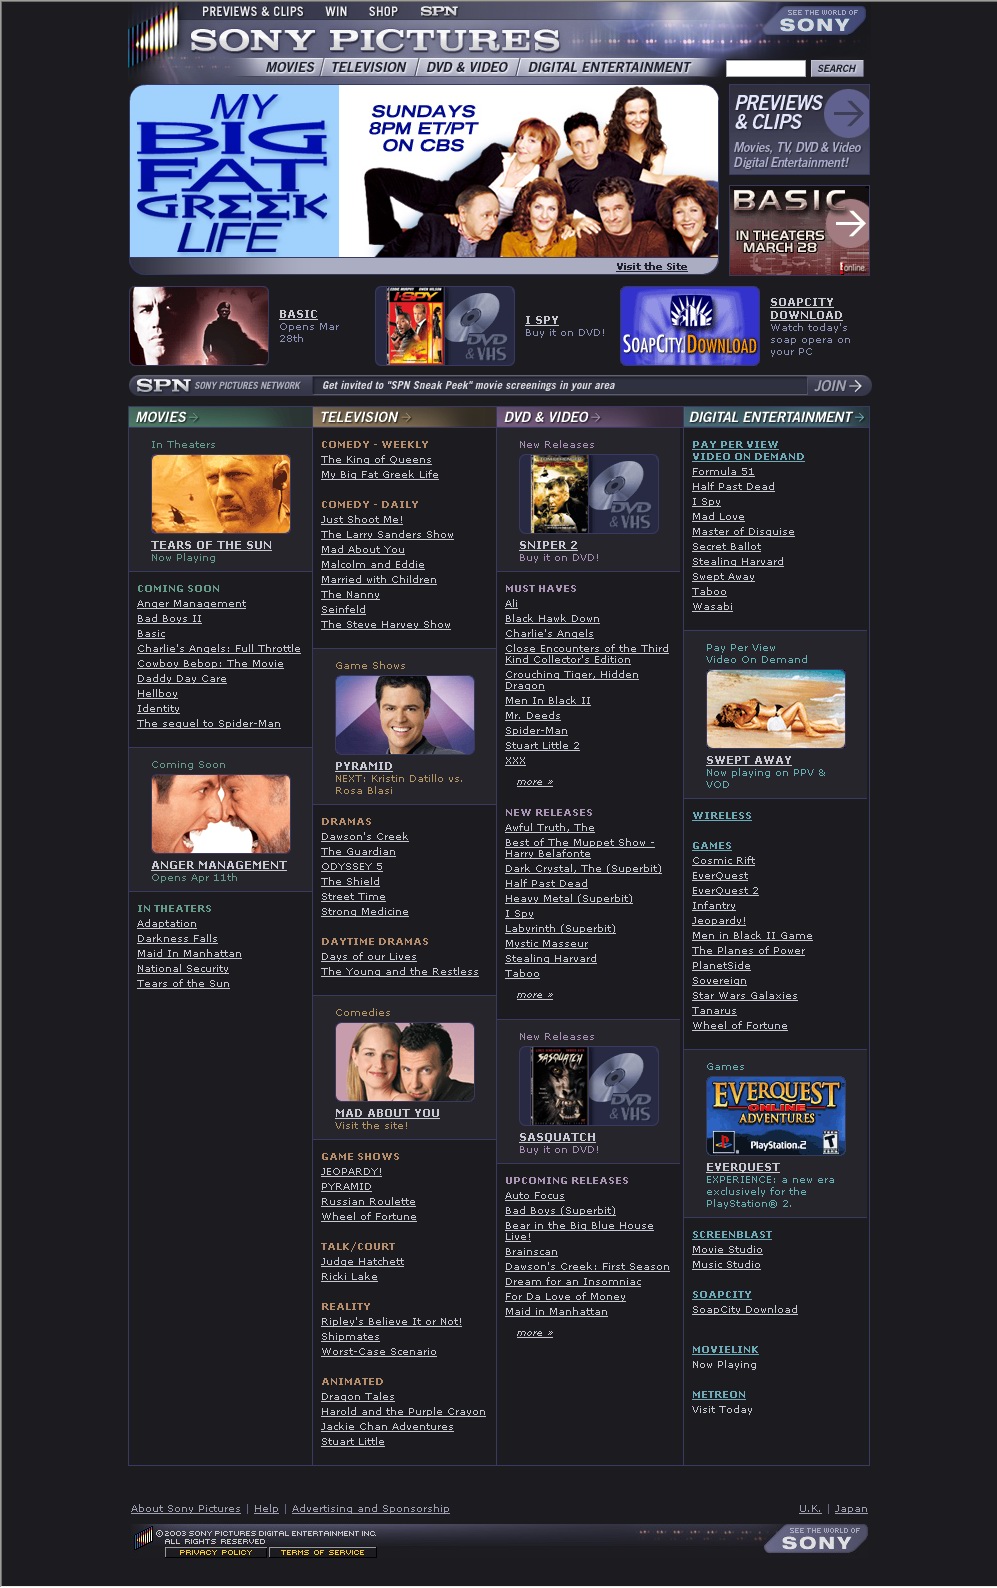 PREVIEWS & CLIPS WIN SHOP SPN
SEE THE WORLD OF
SONY
SONY PICTURES
MOVIES TELEVISION DVD & VIDEO DIGITAL ENTERTAINMENT
SEARCH
MY
BIG
FAT
GRΣΣK
LIFE
SUNDAYS
8PM ET/PT
ON CBS
Visit the Site
PREVIEWS
& CLIPS
Movies, TV, DVD & Video
Digital Entertainment!
BASIC
IN THEATERS
MARCH 28
online
BASIC
Opens Mar
28th
I-SPY
DVD
& VHS
I SPY
Buy it on DVD!
SOAPCITY.DOWNLOAD
SOAPCITY
DOWNLOAD
Watch today's
soap opera on
your PC
SPN SONY PICTURES NETWORK
Get invited to "SPN Sneak Peek" movie screenings in your area
JOIN
MOVIES
In Theaters
TEARS OF THE SUN
Now Playing
COMING SOON
Anger Management
Bad Boys II
Basic
Charlie's Angels: Full Throttle
Cowboy Bebop: The Movie
Daddy Day Care
Hellboy
Identity
The sequel to Spider-Man
Coming Soon
ANGER MANAGEMENT
Opens Apr 11th
IN THEATERS
Adaptation
Darkness Falls
Maid In Manhattan
National Security
Tears of the Sun
TELEVISION
COMEDY - WEEKLY
The King of Queens
My Big Fat Greek Life
COMEDY - DAILY
Just Shoot Me!
The Larry Sanders Show
Mad About You
Malcolm and Eddie
Married with Children
The Nanny
Seinfeld
The Steve Harvey Show
Game Shows
PYRAMID
NEXT: Kristin Datillo vs.
Rosa Blasi
DRAMAS
Dawson's Creek
The Guardian
ODYSSEY 5
The Shield
Street Time
Strong Medicine
DAYTIME DRAMAS
Days of our Lives
The Young and the Restless
Comedies
MAD ABOUT YOU
Visit the site!
GAME SHOWS
JEOPARDY!
PYRAMID
Russian Roulette
Wheel of Fortune
TALK/COURT
Judge Hatchett
Ricki Lake
REALITY
Ripley's Believe It or Not!
Shipmates
Worst-Case Scenario
ANIMATED
Dragon Tales
Harold and the Purple Crayon
Jackie Chan Adventures
Stuart Little
DVD & VIDEO
New Releases
DVD
& VHS
SNIPER 2
Buy it on DVD!
MUST HAVES
Ali
Black Hawk Down
Charlie's Angels
Close Encounters of the Third
Kind Collector's Edition
Crouching Tiger, Hidden
Dragon
Men In Black II
Mr. Deeds
Spider-Man
Stuart Little 2
XXX
more »
NEW RELEASES
Awful Truth, The
Best of The Muppet Show -
Harry Belafonte
Dark Crystal, The (Superbit)
Half Past Dead
Heavy Metal (Superbit)
I Spy
Labyrinth (Superbit)
Mystic Masseur
Stealing Harvard
Taboo
more »
New Releases
SASQUATCH
DVD
& VHS
SASQUATCH
Buy it on DVD!
UPCOMING RELEASES
Auto Focus
Bad Boys (Superbit)
Bear in the Big Blue House
Live!
Brainscan
Dawson's Creek: First Season
Dream for an Insomniac
For Da Love of Money
Maid in Manhattan
more »
DIGITAL ENTERTAINMENT
PAY PER VIEW
VIDEO ON DEMAND
Formula 51
Half Past Dead
I Spy
Mad Love
Master of Disquise
Secret Ballot
Stealing Harvard
Swept Away
Taboo
Wasabi
Pay Per View
Video On Demand
SWEPT AWAY
Now playing on PPV &
VOD
WIRELESS
GAMES
Cosmic Rift
EverQuest
EverQuest 2
Infantry
Jeopardy!
Men in Black II Game
The Planes of Power
PlanetSide
Sovereign
Star Wars Galaxies
Tanarus
Wheel of Fortune
Games
EVERQUEST
ONLINE
ADVENTURES
PlayStation.2
T
EVERQUEST
EXPERIENCE: a new era
exclusively for the
PlayStation® 2.
SCREENBLAST
Movie Studio
Music Studio
SOAPCITY
SoapCity Download
MOVIELINK
Now Playing
METREON
Visit Today
About Sony Pictures | Help | Advertising and Sponsorship
U.K. | Japan
©2003 SONY PICTURES DIGITAL ENTERTAINMENT INC.
ALL RIGHTS RESERVED
PRIVACY POLICY TERMS OF SERVICE
SEE THE WORLD OF
SONY